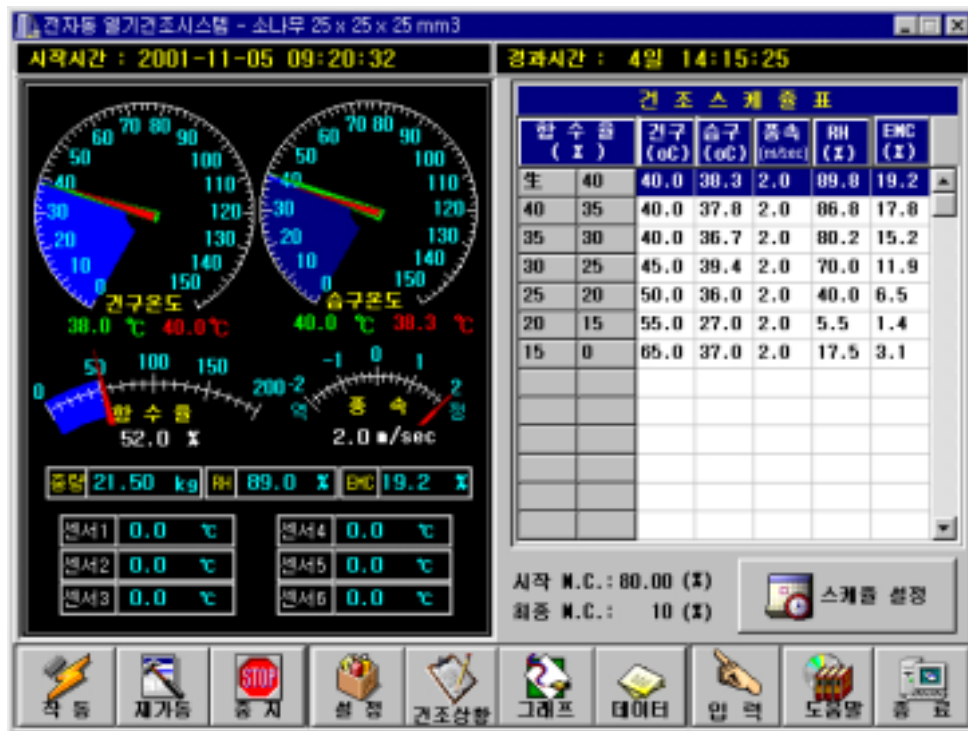 전자동 열기건조시스템 - 소나무 25 x 25 x 25 mm3
시작시간 : 2001-11-05 09:20:32
경과시간 : 4일 14:15:25
0 10 20 30 40 50 60 70 80 90 100 110 120 130 140 150
건구온도
38.0 ℃ 40.0℃
0 10 20 30 40 50 60 70 80 90 100 110 120 130 140 150
습구온도
40.0 ℃ 38.3 ℃
0 50 100 150 200
함 수 율
52.0 %
-2 -1 0 1 2
역 정
풍 속
2.0 m/sec
중량 21.50 kg RH 89.0 % EMC 19.2 %
센서1 0.0 ℃ 센서4 0.0 ℃
센서2 0.0 ℃ 센서5 0.0 ℃
센서3 0.0 ℃ 센서6 0.0 ℃
건 조 스 케 쥴 표
함 수 율 건구 습구 풍속 RH EMC
( % ) (oC) (oC) (m/sec) (%) (%)
生 40 40.0 38.3 2.0 89.8 19.2
40 35 40.0 37.8 2.0 86.8 17.8
35 30 40.0 36.7 2.0 80.2 15.2
30 25 45.0 39.4 2.0 70.0 11.9
25 20 50.0 36.0 2.0 40.0 6.5
20 15 55.0 27.0 2.0 5.5 1.4
15 0 65.0 37.0 2.0 17.5 3.1
시작 M.C.: 80.00 (%)
최종 M.C.: 10 (%)
스케쥴 설정
STOP
작 동 재가동 중 지 설 정 건조상황 그래프 데이터 입 력 도움말 종 료